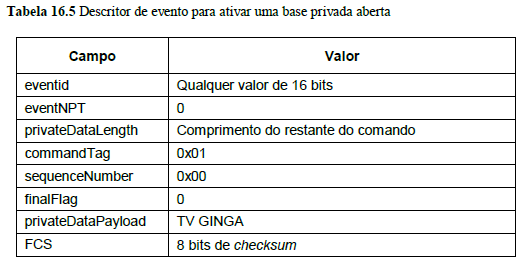 Tabela 16.5 Descritor de evento para ativar uma base privada aberta
Campo Valor
eventid Qualquer valor de 16 bits
eventNPT 0
privateDataLength Comprimento do restante do comando
commandTag 0x01
sequenceNumber 0x00
finalFlag 0
privateDataPayload TV GINGA
FCS 8 bits de checksum